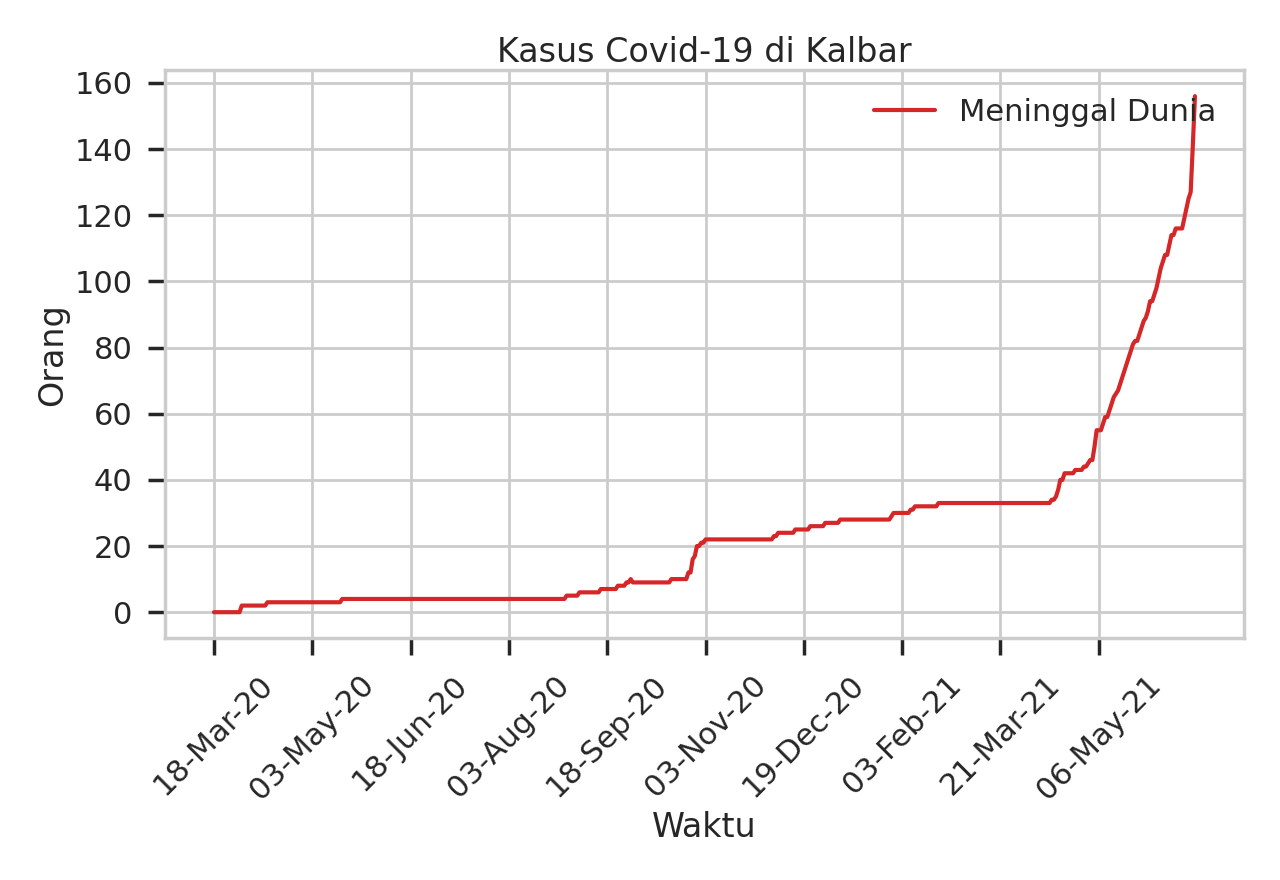 Kasus Covid-19 di Kalbar
Meninggal Dunia
Orang
160
140
120
100
80
60
40
20
0
18-Mar-20
03-May-20
18-Jun-20
03-Aug-20
18-Sep-20
03-Nov-20
19-Dec-20
03-Feb-21
21-Mar-21
06-May-21
Waktu